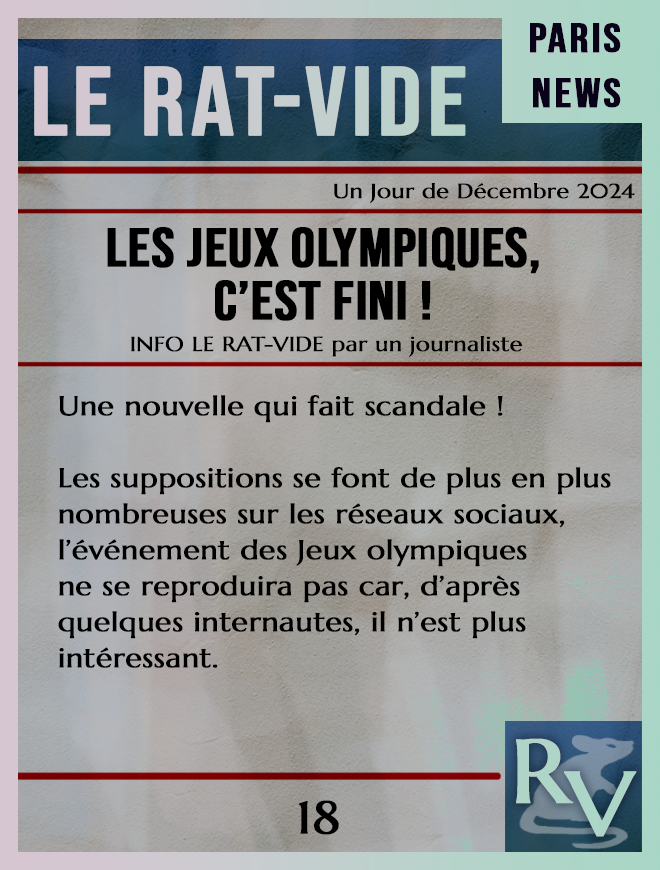 LE RAT-VIDE
PARIS
NEWS
Un Jour de Décembre 2024
LES JEUX OLYMPIQUES,
C'EST FINI !
INFO LE RAT-VIDE par un journaliste
Une nouvelle qui fait scandale !
Les suppositions se font de plus en plus
nombreuses sur les réseaux sociaux,
l'événement des Jeux olympiques
ne se reproduira pas car, d'après
quelques internautes, il n'est plus
intéressant.
18
RV